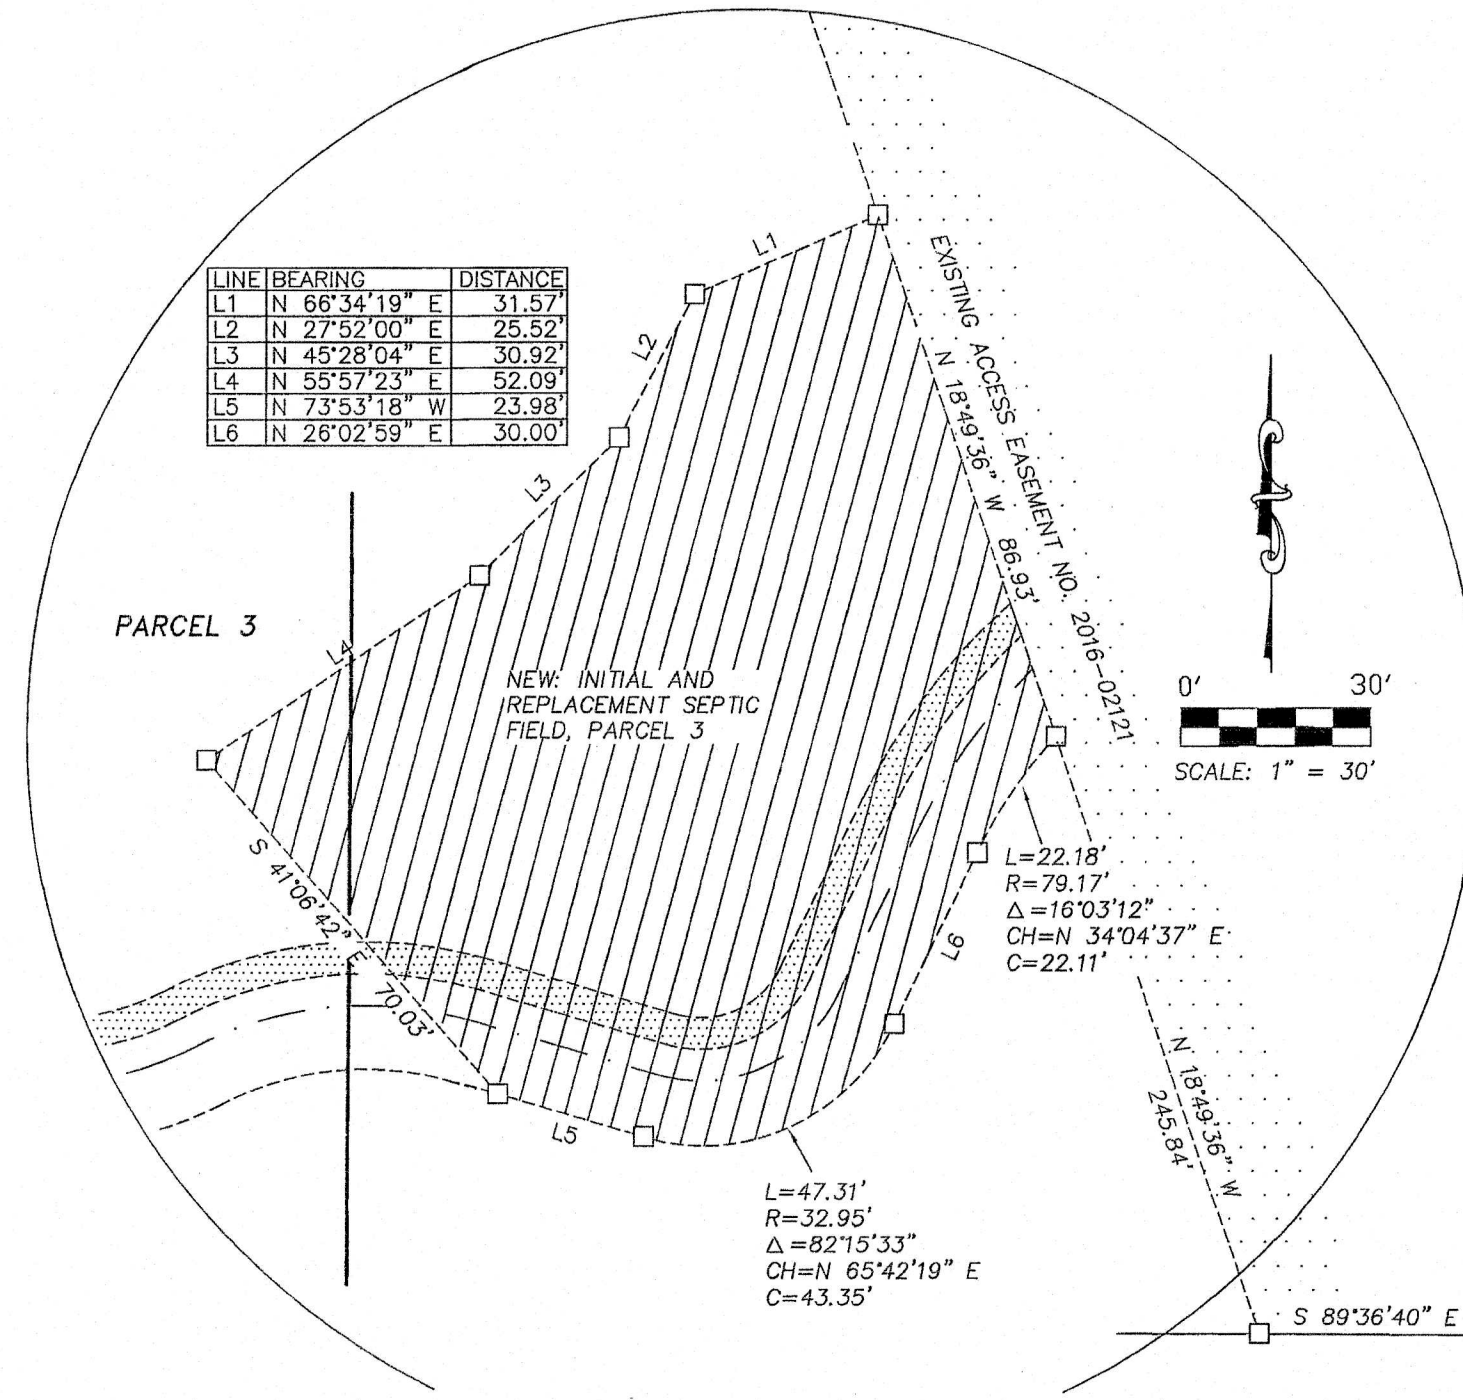 L1
LINE BEARING DISTANCE
L1 N 66°34'19" E 31.57'
L2 N 27°52'00" E 25.52'
L3 N 45°28'04" E 30.92'
L4 N 55°57'23" E 52.09'
L5 N 73°53'18" W 23.98'
L6 N 26°02'59" E 30.00'
L2
EXISTING ACCESS EASEMENT NO. 2016-02121
N 18°49'36" W 86.93'
L3
PARCEL 3
L4
NEW: INITIAL AND
REPLACEMENT SEPTIC
FIELD, PARCEL 3
0' 30'
SCALE: 1" = 30'
S 41°06'42" E
70.03'
L=22.18'
R=79.17'
Δ=16°03'12"
CH=N 34°04'37" E
C=22.11'
L6
L5
N 18°49'36" W
245.84'
L=47.31'
R=32.95'
Δ=82°15'33"
CH=N 65°42'19" E
C=43.35'
S 89°36'40" E